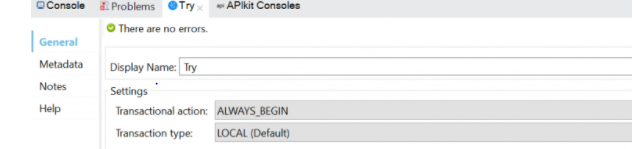 Console Problems Try APIkit Consoles
There are no errors.
General
Metadata
Notes
Help
Display Name: Try
Settings
Transactional action: ALWAYS_BEGIN
Transaction type: LOCAL (Default)